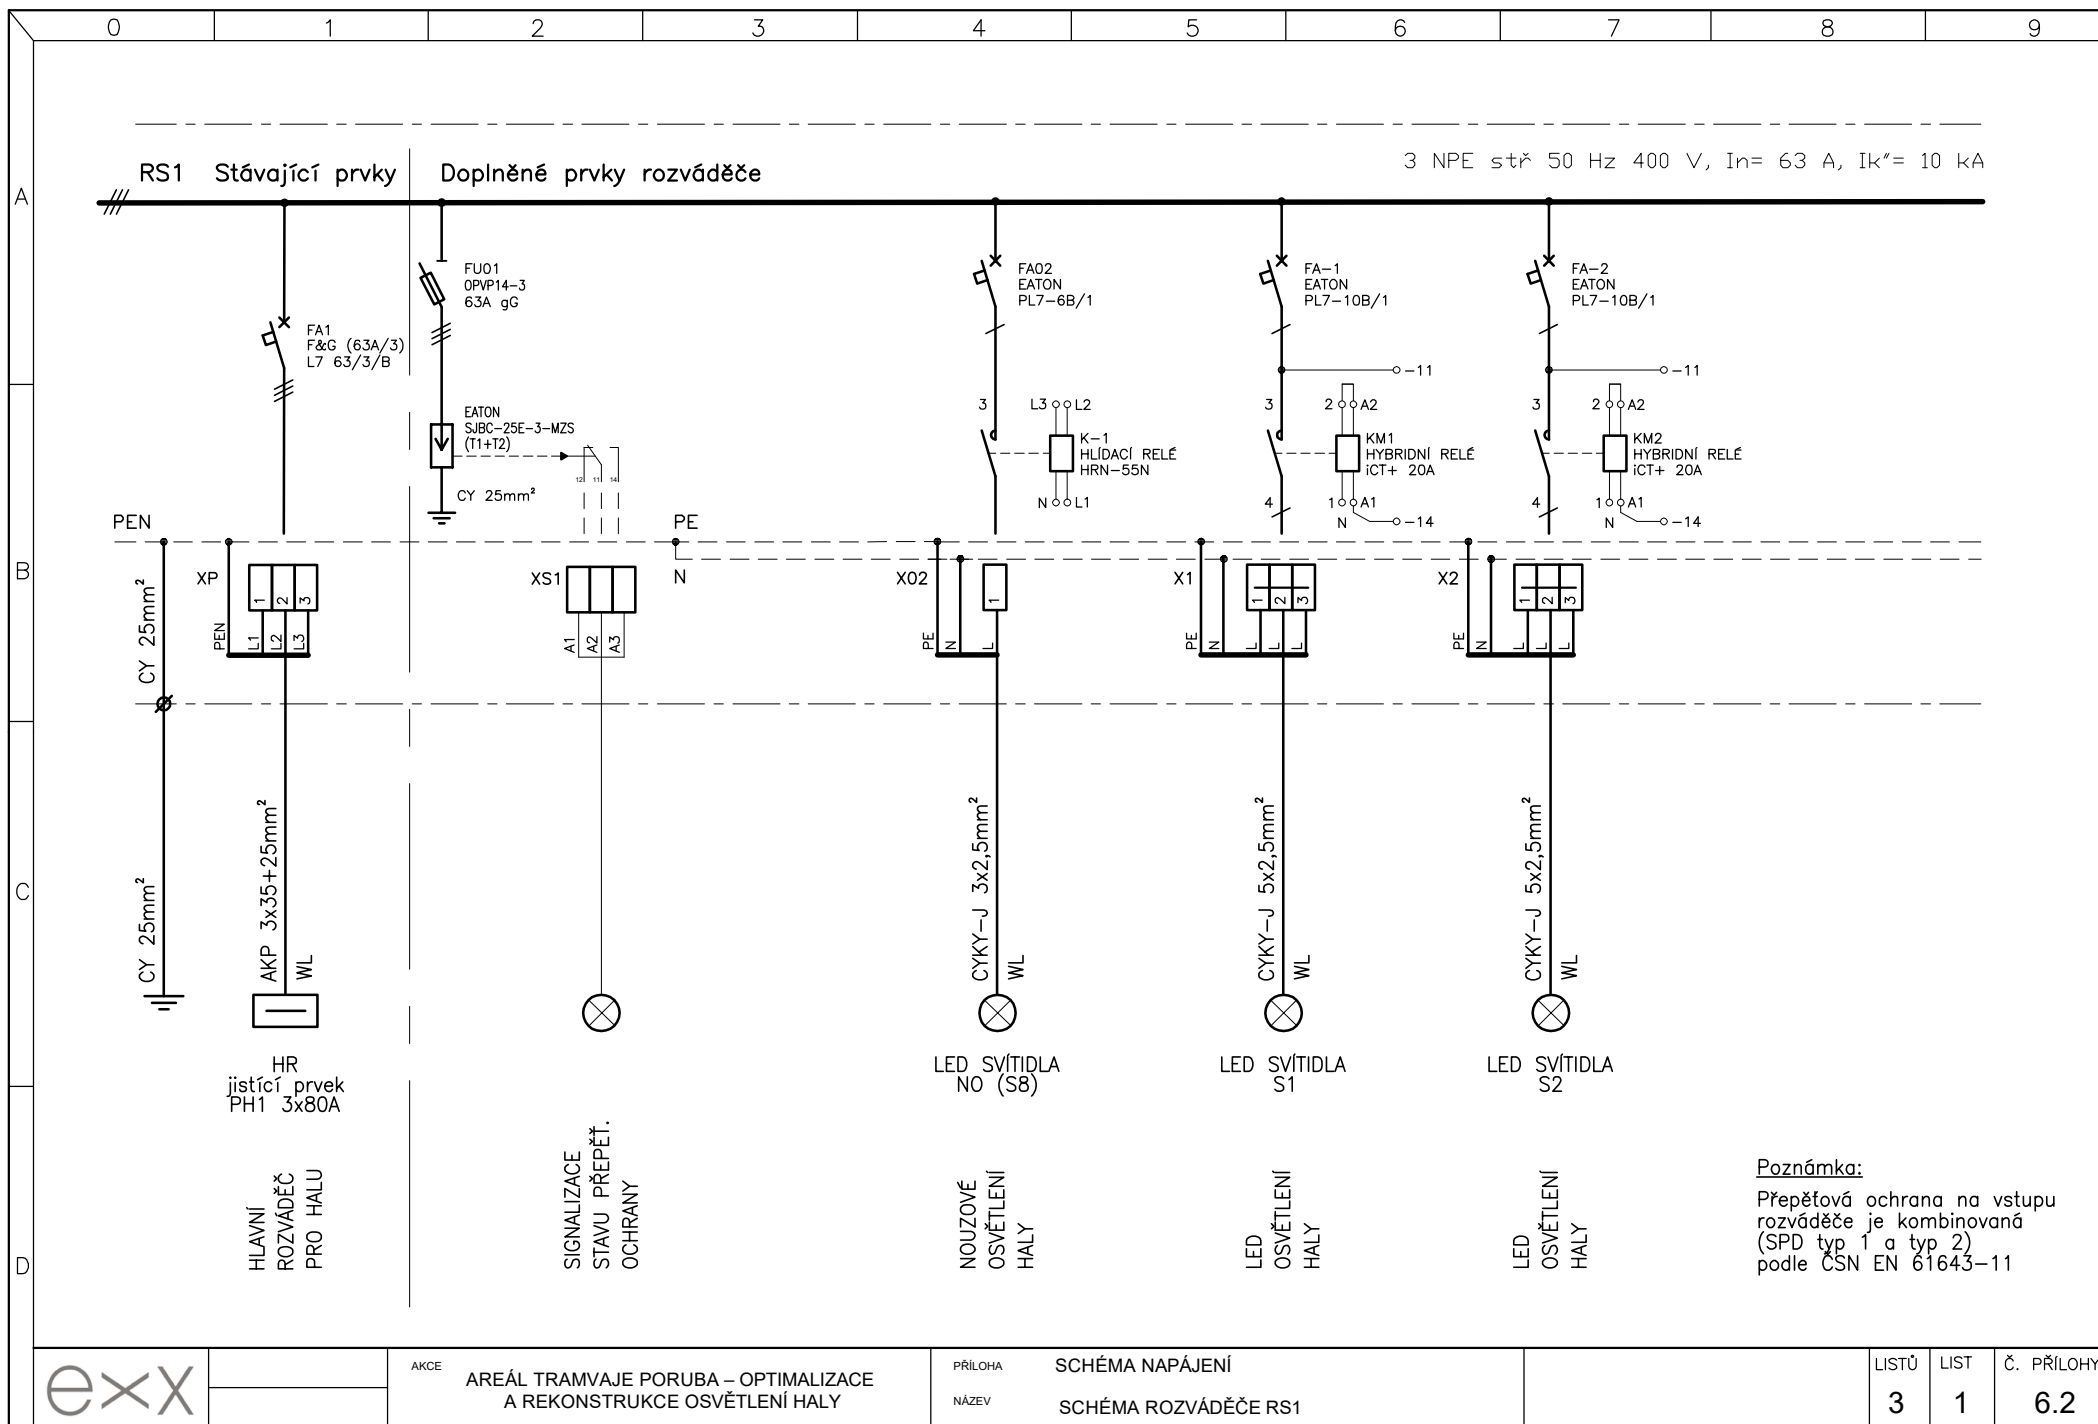 0 1 2 3 4 5 6 7 8 9
A
B
C
D
RS1 Stávající prvky
Doplněné prvky rozváděče
3 NPE stř 50 Hz 400 V, In= 63 A, Ik"= 10 kA
FA1
F&G (63A/3)
L7 63/3/B
FU01
OPVP14-3
63A gG
FA02
EATON
PL7-6B/1
FA-1
EATON
PL7-10B/1
FA-2
EATON
PL7-10B/1
EATON
SJBC-25E-3-MZS
(T1+T2)
CY 25mm²
12 11 14
3
L3 L2
K-1
HLÍDACÍ RELÉ
HRN-55N
N L1
-11
3
2 A2
KM1
HYBRIDNÍ RELÉ
iCT+ 20A
4
1 A1
N
-14
-11
3
2 A2
KM2
HYBRIDNÍ RELÉ
iCT+ 20A
4
1 A1
N
-14
PEN
PE
N
CY 25mm²
XP
1 2 3
PEN L1 L2 L3
XS1
A1 A2 A3
X02
1
PE N L
X1
1 2 3
PE N L L L
X2
1 2 3
PE N L L L
CY 25mm²
AKP 3x35+25mm²
WL
CYKY-J 3x2,5mm²
WL
CYKY-J 5x2,5mm²
WL
CYKY-J 5x2,5mm²
WL
HR
jistící prvek
PH1 3x80A
LED SVÍTIDLA
NO (S8)
LED SVÍTIDLA
S1
LED SVÍTIDLA
S2
HLAVNÍ
ROZVÁDĚČ
PRO HALU
SIGNALIZACE
STAVU PŘEPĚŤ.
OCHRANY
NOUZOVÉ
OSVĚTLENÍ
HALY
LED
OSVĚTLENÍ
HALY
LED
OSVĚTLENÍ
HALY
Poznámka:
Přepěťová ochrana na vstupu
rozváděče je kombinovaná
(SPD typ 1 a typ 2)
podle ČSN EN 61643-11
exx
AKCE
AREÁL TRAMVAJE PORUBA – OPTIMALIZACE
A REKONSTRUKCE OSVĚTLENÍ HALY
PŘÍLOHA SCHÉMA NAPÁJENÍ
NÁZEV SCHÉMA ROZVÁDĚČE RS1
LISTŮ
3
LIST
1
Č. PŘÍLOHY
6.2